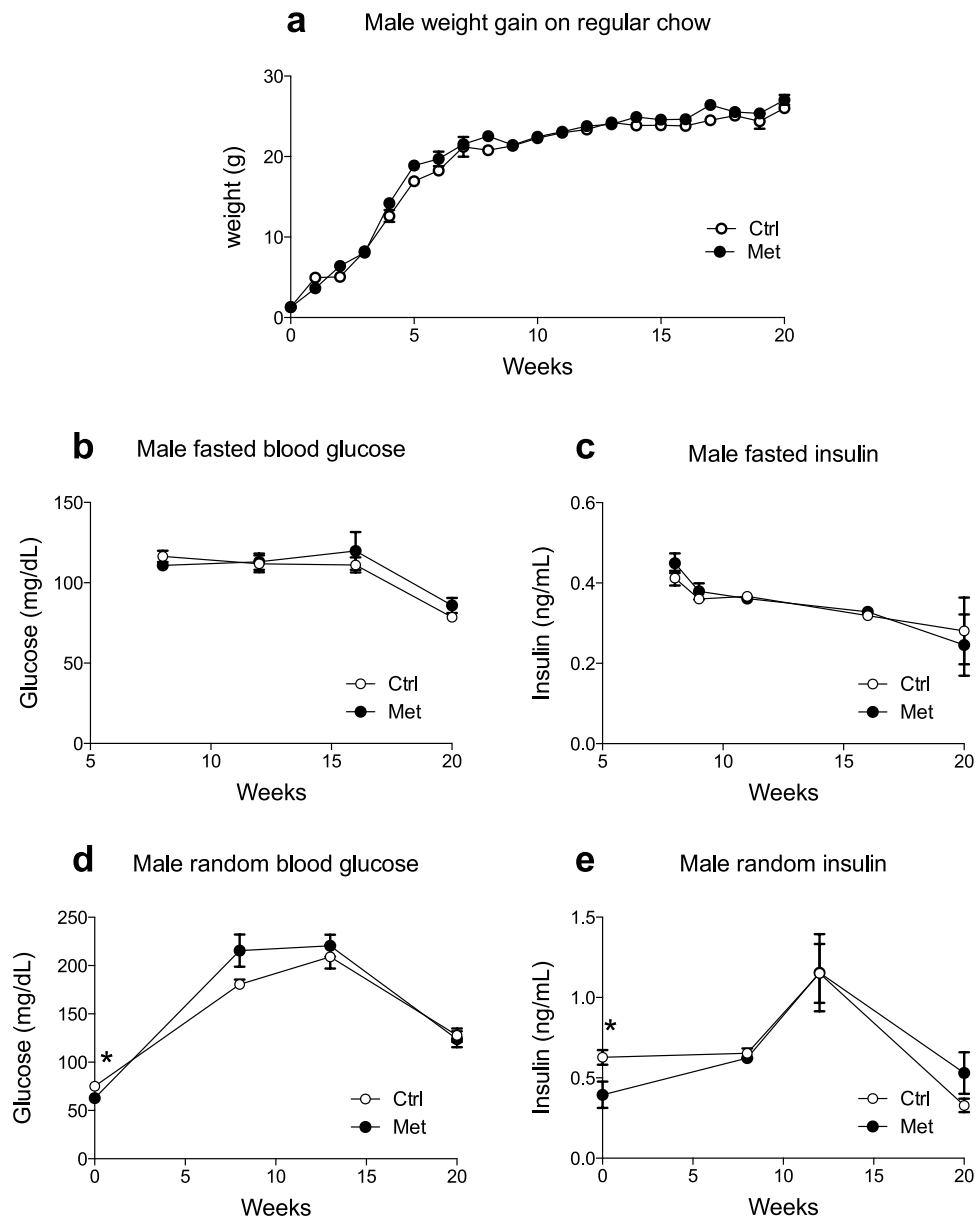 a Male weight gain on regular chow
30
20
10
0
weight (g)
Ctrl
Met
0 5 10 15 20
Weeks
b Male fasted blood glucose
150
100
50
0
Glucose (mg/dL)
Ctrl
Met
5 10 15 20
Weeks
c Male fasted insulin
0.6
0.4
0.2
0.0
Insulin (ng/mL)
Ctrl
Met
5 10 15 20
Weeks
d Male random blood glucose
250
200
150
100
50
0
Glucose (mg/dL)
*
Ctrl
Met
0 5 10 15 20
Weeks
e Male random insulin
1.5
1.0
0.5
0.0
Insulin (ng/mL)
*
Ctrl
Met
0 5 10 15 20
Weeks